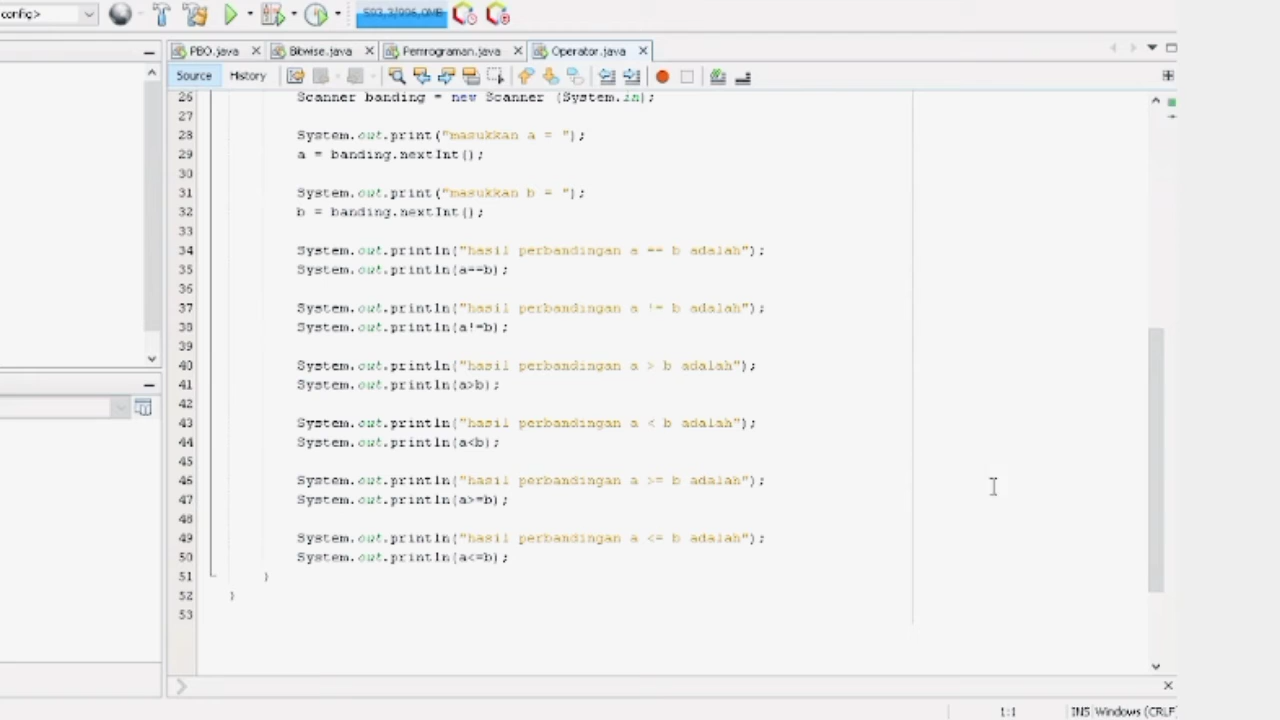 config>
593,3/996,0MB
PBO.java
Bitwise.java
Pemrograman.java
Operator.java
Source
History
26 Scanner banding = new Scanner (System.in);
27
28 System.out.print("masukkan a = ");
29 a = banding.nextInt();
30
31 System.out.print("masukkan b = ");
32 b = banding.nextInt();
33
34 System.out.println("hasil perbandingan a == b adalah");
35 System.out.println(a==b);
36
37 System.out.println("hasil perbandingan a != b adalah");
38 System.out.println(a!=b);
39
40 System.out.println("hasil perbandingan a > b adalah");
41 System.out.println(a>b);
42
43 System.out.println("hasil perbandingan a < b adalah");
44 System.out.println(a<b);
45
46 System.out.println("hasil perbandingan a >= b adalah");
47 System.out.println(a>=b);
48
49 System.out.println("hasil perbandingan a <= b adalah");
50 System.out.println(a<=b);
51 }
52 }
53
1:1
INS
Windows (CRLF